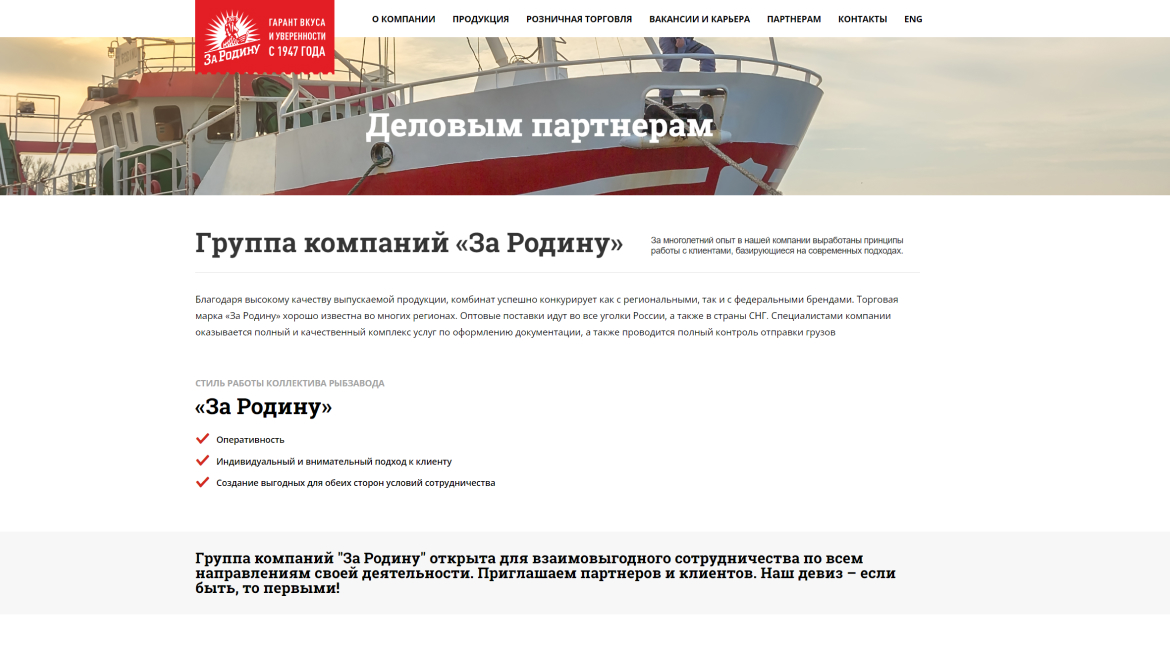 ГАРАНТ ВКУСА
И УВЕРЕННОСТИ
С 1947 ГОДА
ЗА РОДИНУ
О КОМПАНИИ ПРОДУКЦИЯ РОЗНИЧНАЯ ТОРГОВЛЯ ВАКАНСИИ И КАРЬЕРА ПАРТНЕРАМ КОНТАКТЫ ENG
Деловым партнерам
Группа компаний «За Родину»
За многолетний опыт в нашей компании выработаны принципы
работы с клиентами, базирующиеся на современных подходах.
Благодаря высокому качеству выпускаемой продукции, комбинат успешно конкурирует как с региональными, так и с федеральными брендами. Торговая
марка «За Родину» хорошо известна во многих регионах. Оптовые поставки идут во все уголки России, а также в страны СНГ. Специалистами компании
оказывается полный и качественный комплекс услуг по оформлению документации, а также проводится полный контроль отправки грузов
СТИЛЬ РАБОТЫ КОЛЛЕКТИВА РЫБЗАВОДА
«За Родину»
Оперативность
Индивидуальный и внимательный подход к клиенту
Создание выгодных для обеих сторон условий сотрудничества
Группа компаний "За Родину" открыта для взаимовыгодного сотрудничества по всем
направлениям своей деятельности. Приглашаем партнеров и клиентов. Наш девиз – если
быть, то первыми!